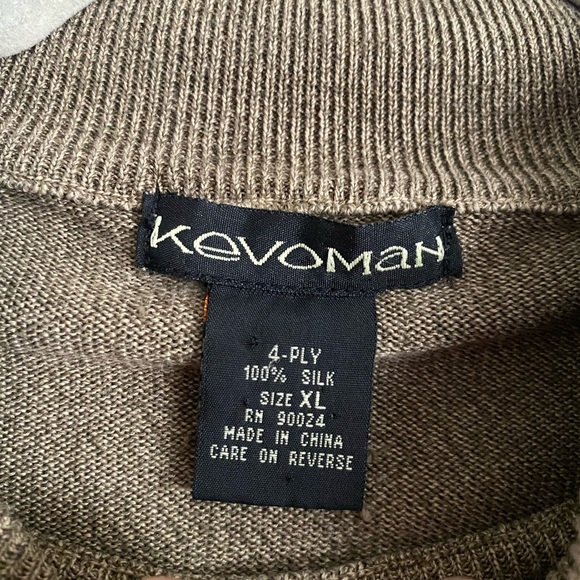 KevoMaN
4-PLY
100% SILK
SIZE XL
RN 90024
MADE IN CHINA
CARE ON REVERSE